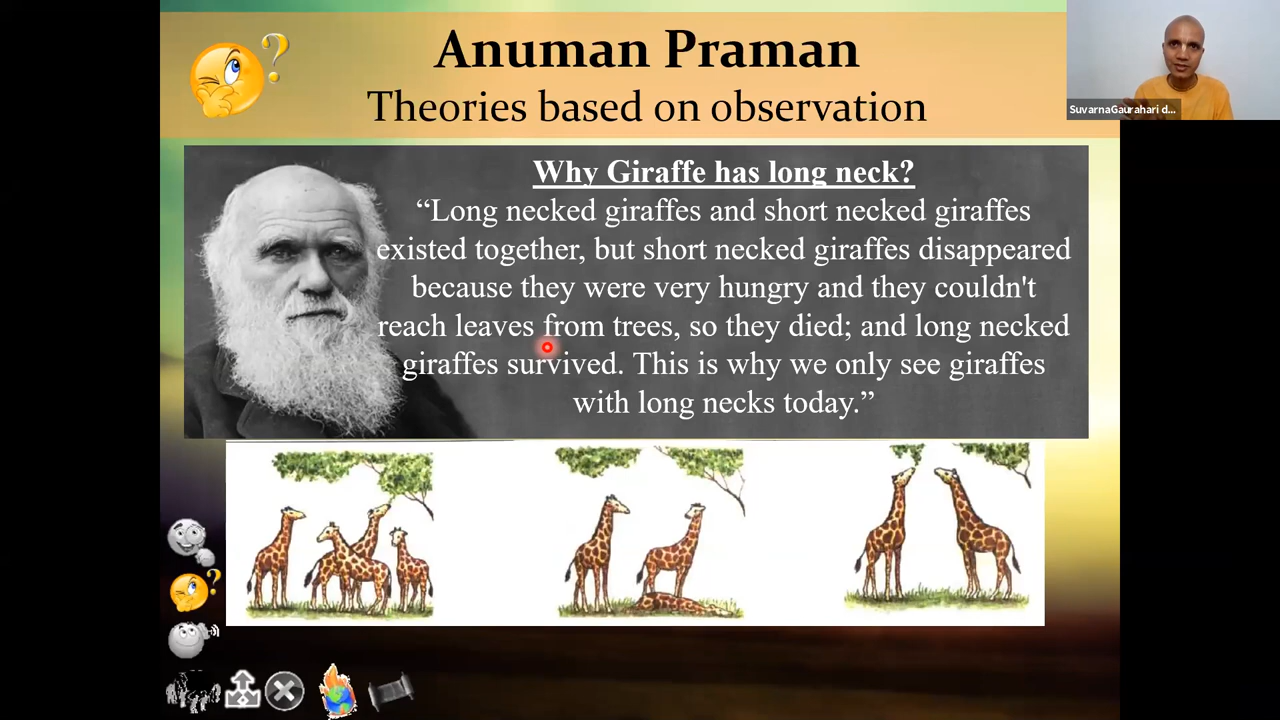 Anuman Praman
Theories based on observation
SuvarnaGaurahari d...
Why Giraffe has long neck?
“Long necked giraffes and short necked giraffes
existed together, but short necked giraffes disappeared
because they were very hungry and they couldn't
reach leaves from trees, so they died; and long necked
giraffes survived. This is why we only see giraffes
with long necks today.”